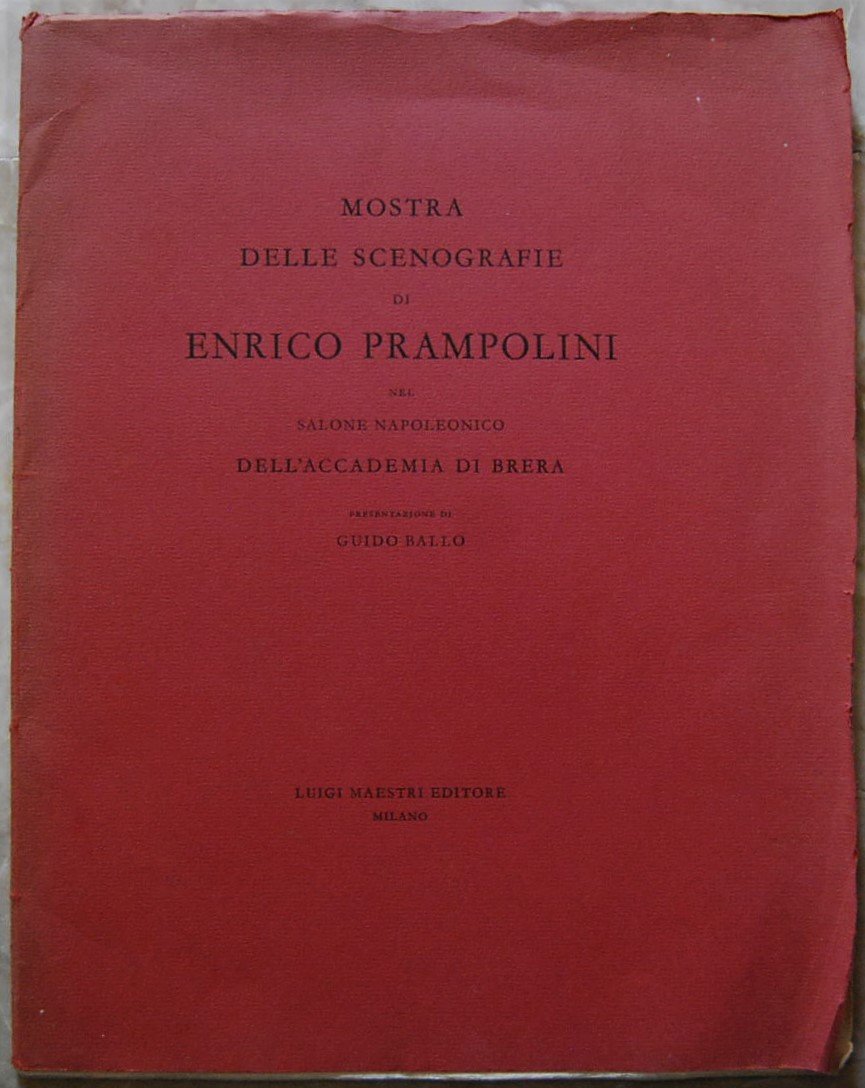 MOSTRA
DELLE SCENOGRAFIE
DI
ENRICO PRAMPOLINI
NEL
SALONE NAPOLEONICO
DELL'ACCADEMIA DI BRERA
PRESENTAZIONE DI
GUIDO BALLO
LUIGI MAESTRI EDITORE
MILANO